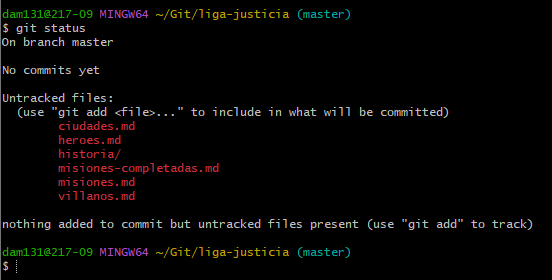 dam131@217-09 MINGW64 ~/Git/liga-justicia (master)
$ git status
On branch master
No commits yet
Untracked files:
(use "git add <file>..." to include in what will be committed)
ciudades.md
heroes.md
historia/
misiones-completadas.md
misiones.md
villanos.md
nothing added to commit but untracked files present (use "git add" to track)
dam131@217-09 MINGW64 ~/Git/liga-justicia (master)
$